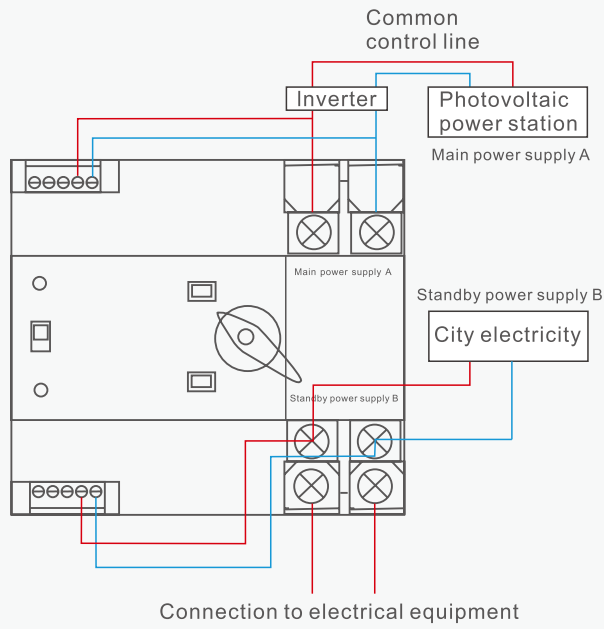 Common
control line
Inverter
Photovoltaic
power station
Main power supply A
Main power supply A
Standby power supply B
City electricity
Standby power supply B
Connection to electrical equipment